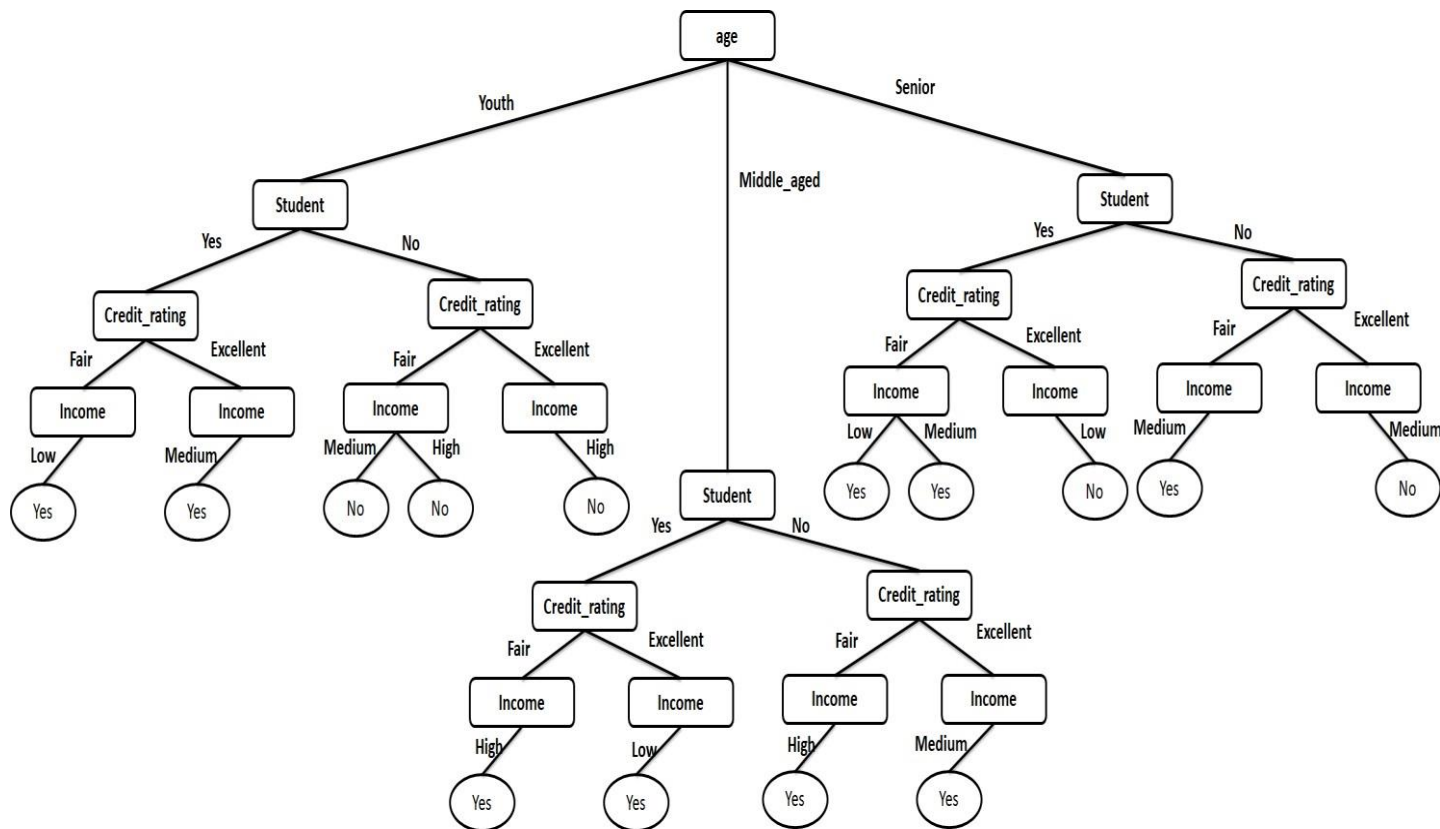 age
Youth
Senior
Middle_aged
Student
Student
Yes
No
Yes
No
Credit_rating
Credit_rating
Credit_rating
Credit_rating
Fair
Excellent
Fair
Excellent
Fair
Excellent
Fair
Excellent
Income
Income
Income
Income
Income
Income
Income
Income
Low
Medium
Medium
High
High
Low
Medium
Low
Medium
Medium
Yes
Yes
No
No
No
Yes
Yes
No
Yes
No
Student
Yes
No
Credit_rating
Credit_rating
Fair
Excellent
Fair
Excellent
Income
Income
Income
Income
High
Low
High
Medium
Yes
Yes
Yes
Yes